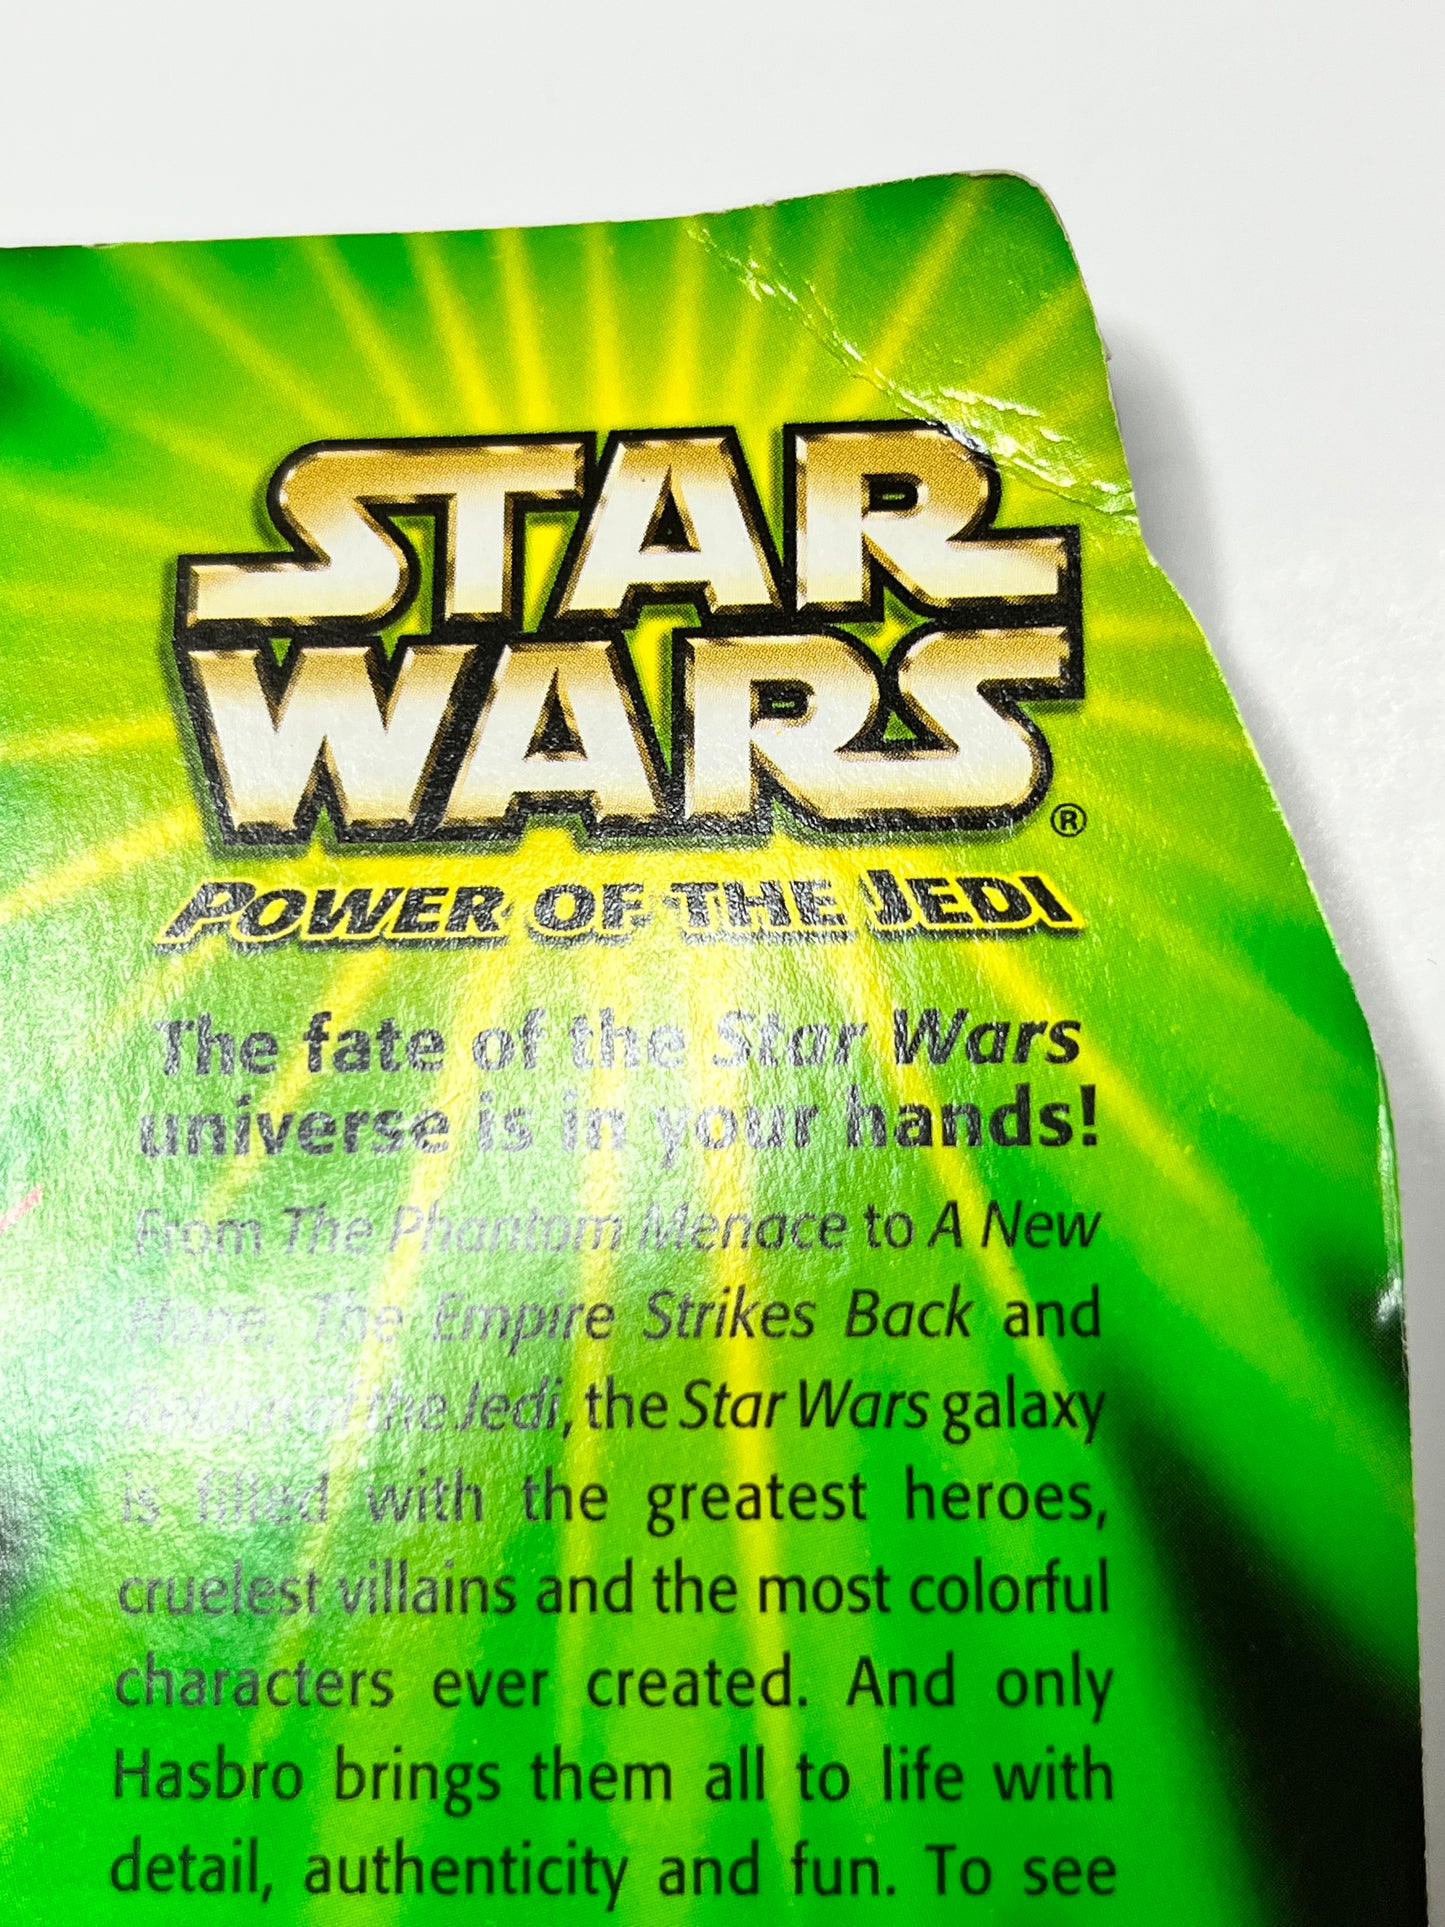 STAR
WARS®
POWER OF THE JEDI
The fate of the Star Wars
universe is in your hands!
From The Phantom Menace to A New
Hope, The Empire Strikes Back and
Return of the Jedi, the Star Wars galaxy
is filled with the greatest heroes,
cruelest villains and the most colorful
characters ever created. And only
Hasbro brings them all to life with
detail, authenticity and fun. To see